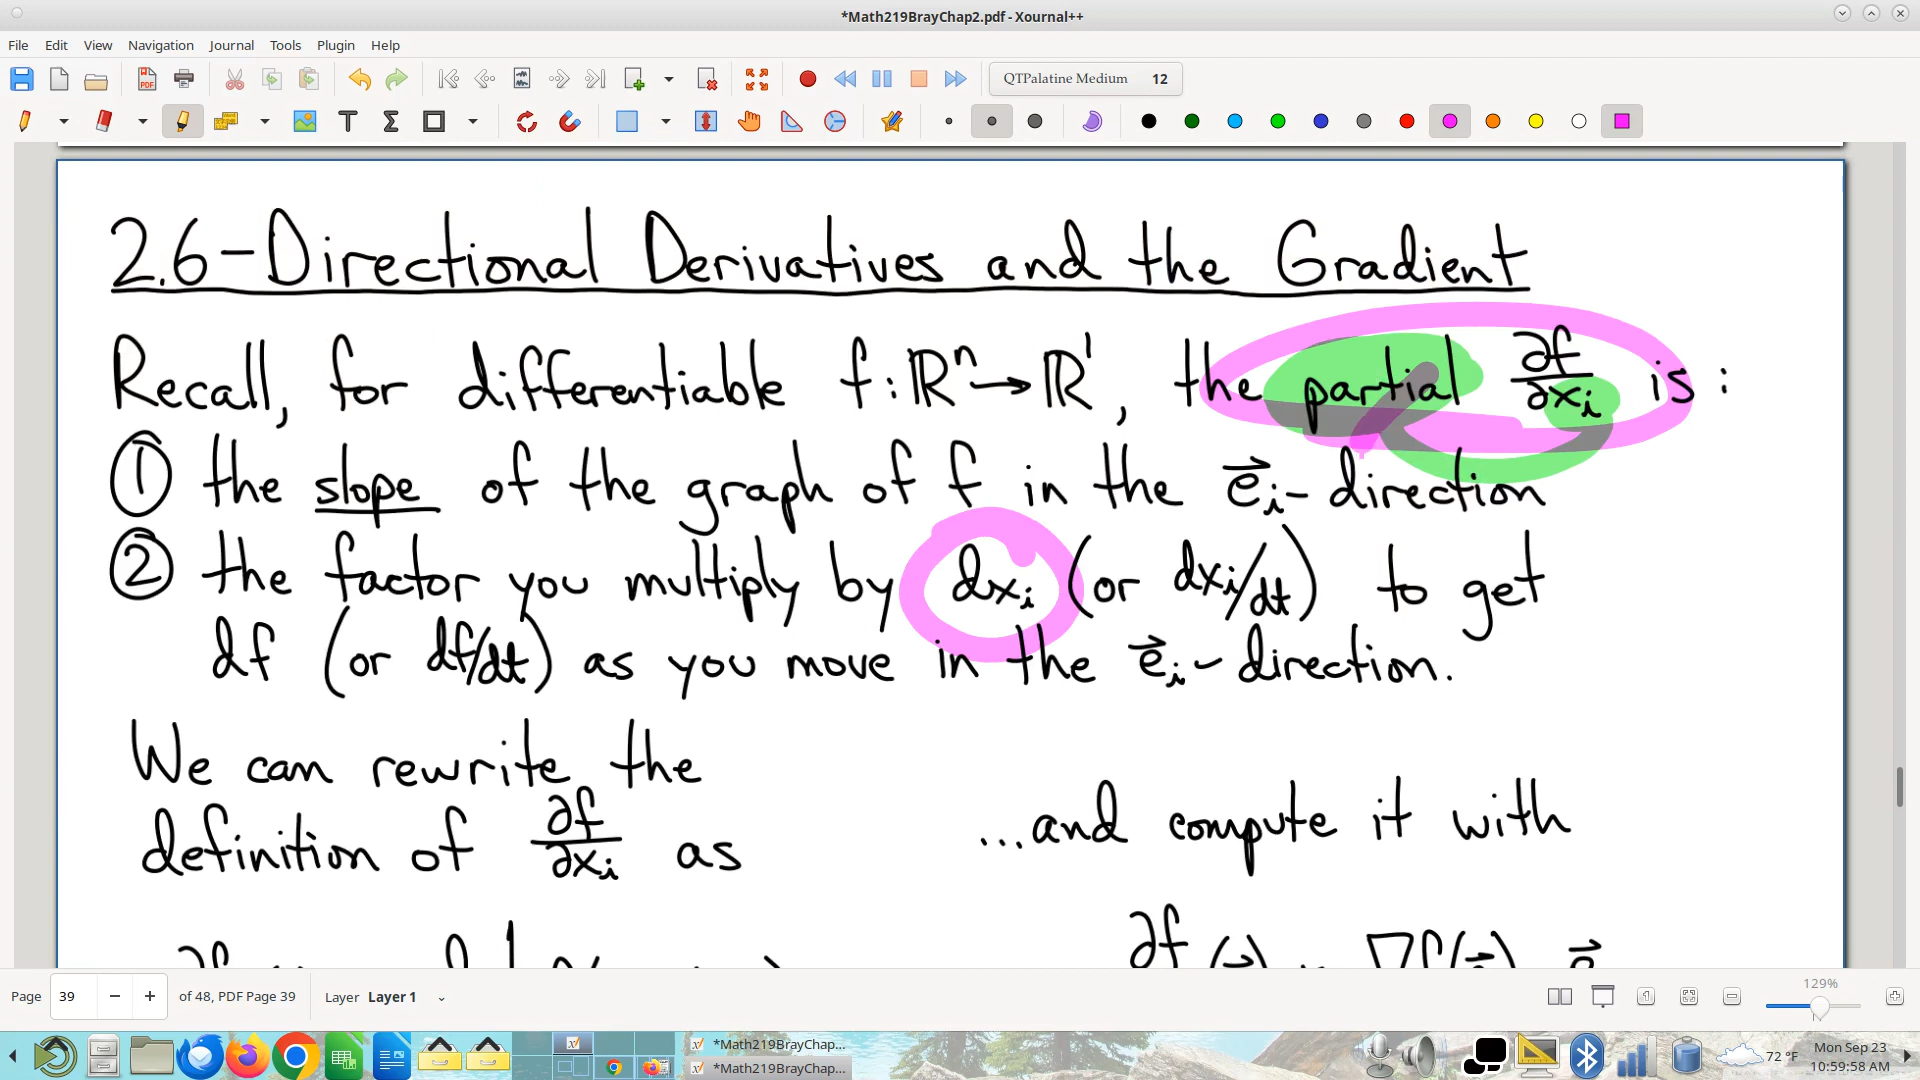 *Math219BrayChap2.pdf - Xournal++
File Edit View Navigation Journal Tools Plugin Help
QTPalatine Medium 12
2.6-Directional Derivatives and the Gradient
Recall, for differentiable f: ℝⁿ→ℝ¹, the partial ∂f/∂xᵢ is:
① the slope of the graph of f in the e⃗ᵢ-direction
② the factor you multiply by dxᵢ (or dxᵢ/dt) to get
df (or df/dt) as you move in the e⃗ᵢ-direction.
We can rewrite the
definition of ∂f/∂xᵢ as
...and compute it with
Page 39 of 48, PDF Page 39 Layer Layer 1 129%
*Math219BrayChap...
*Math219BrayChap...
72 °F
Mon Sep 23
10:59:58 AM